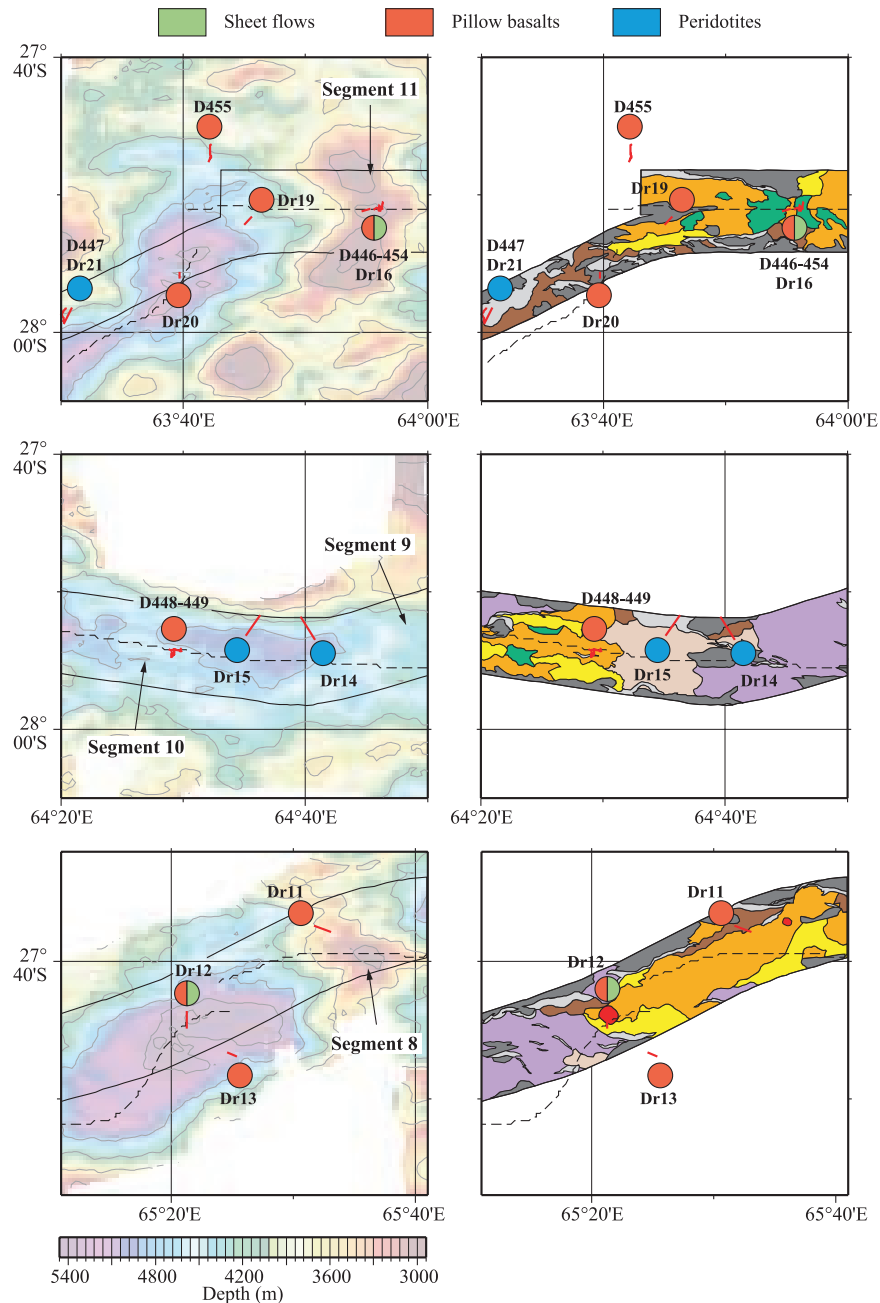 Sheet flows
Pillow basalts
Peridotites
27°
40'S
D455
Segment 11
Dr19
D447
Dr21
D446-454
Dr16
Dr20
28°
00'S
63°40'E
64°00'E
D455
Dr19
D447
Dr21
D446-454
Dr16
Dr20
63°40'E
64°00'E
27°
40'S
Segment 9
D448-449
Dr15
Dr14
Segment 10
28°
00'S
64°20'E
64°40'E
D448-449
Dr15
Dr14
64°20'E
64°40'E
Dr11
27°
40'S
Dr12
Segment 8
Dr13
65°20'E
65°40'E
Dr11
Dr12
Dr13
65°20'E
65°40'E
5400 4800 4200 3600 3000
Depth (m)